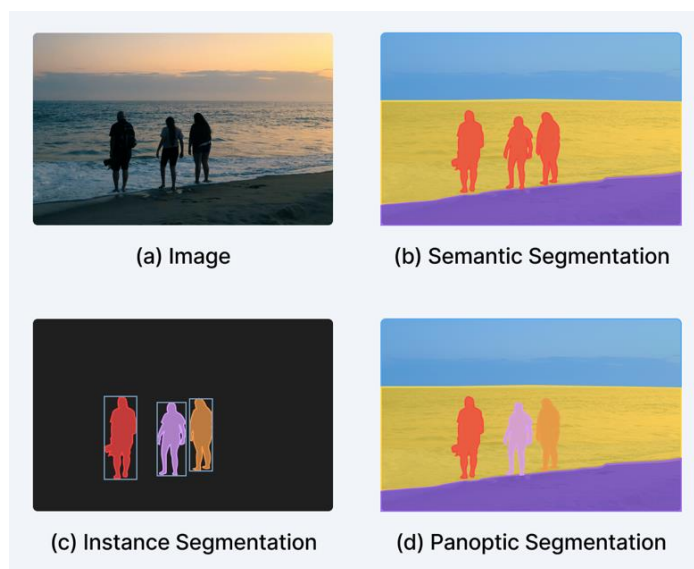 (a) Image
(b) Semantic Segmentation
(c) Instance Segmentation
(d) Panoptic Segmentation